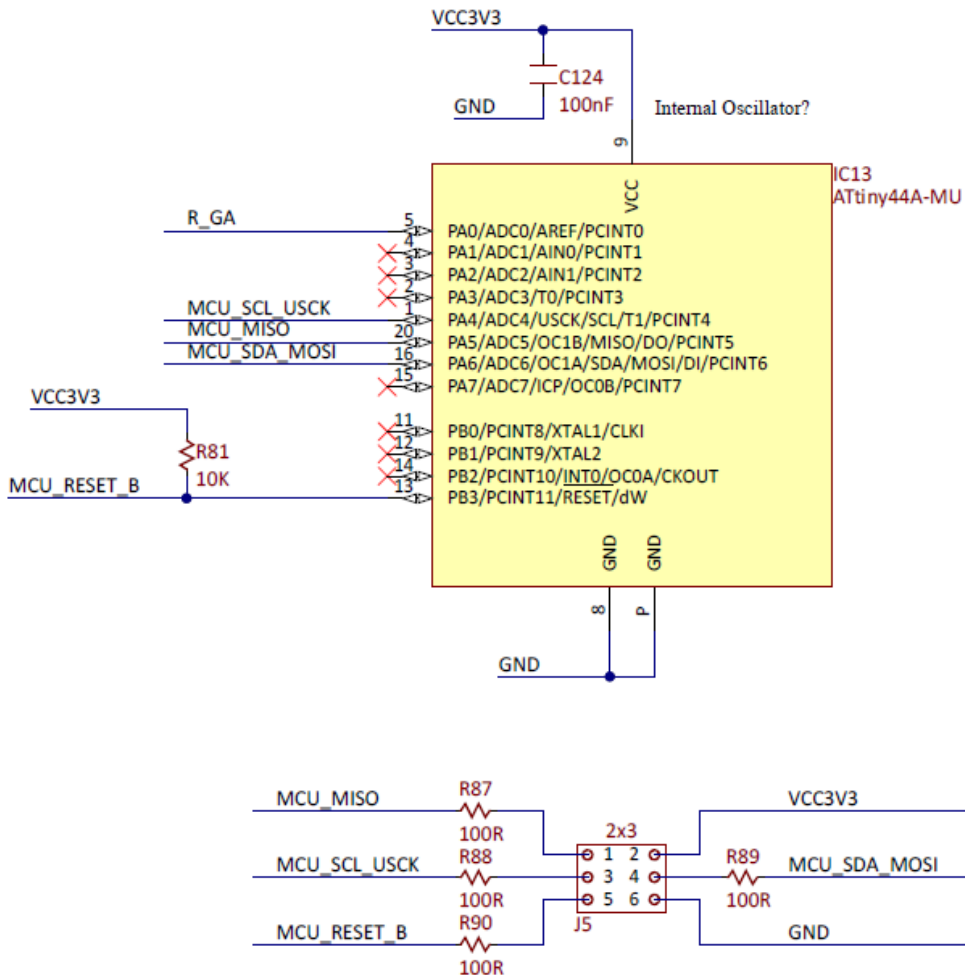 VCC3V3
C124
100nF
GND
Internal Oscillator?
9
VCC
IC13
ATtiny44A-MU
R_GA
5
PA0/ADC0/AREF/PCINT0
4
PA1/ADC1/AIN0/PCINT1
3
PA2/ADC2/AIN1/PCINT2
2
PA3/ADC3/T0/PCINT3
MCU_SCL_USCK
1
PA4/ADC4/USCK/SCL/T1/PCINT4
MCU_MISO
20
PA5/ADC5/OC1B/MISO/DO/PCINT5
MCU_SDA_MOSI
16
PA6/ADC6/OC1A/SDA/MOSI/DI/PCINT6
15
PA7/ADC7/ICP/OC0B/PCINT7
VCC3V3
R81
10K
11
PB0/PCINT8/XTAL1/CLKI
12
PB1/PCINT9/XTAL2
14
PB2/PCINT10/INT0/OC0A/CKOUT
MCU_RESET_B
13
PB3/PCINT11/RESET/dW
GND
GND
8
P
GND
R87
MCU_MISO
100R
VCC3V3
2x3
1 2
R88
MCU_SCL_USCK
100R
3 4
R89
MCU_SDA_MOSI
100R
5 6
J5
R90
MCU_RESET_B
100R
GND